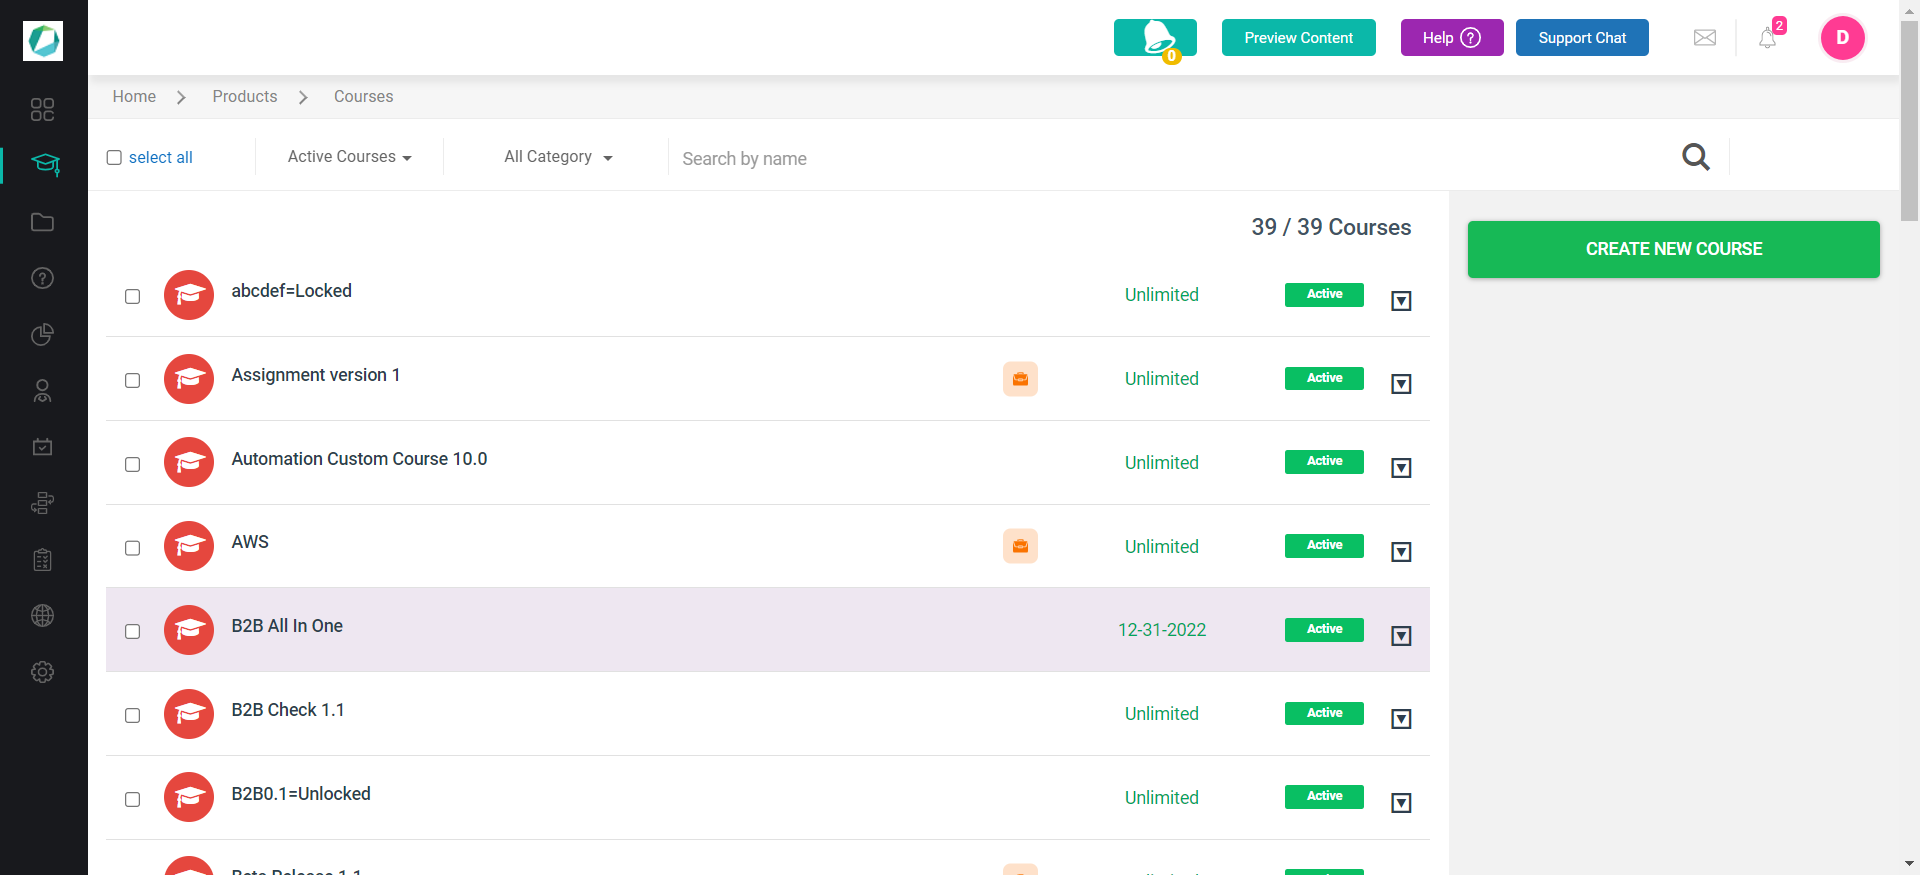 0
Preview Content
Help ?
Support Chat
2
D
Home
Products
Courses
select all
Active Courses
All Category
Search by name
39 / 39 Courses
CREATE NEW COURSE
abcdef=Locked
Unlimited
Active
Assignment version 1
Unlimited
Active
Automation Custom Course 10.0
Unlimited
Active
AWS
Unlimited
Active
B2B All In One
12-31-2022
Active
B2B Check 1.1
Unlimited
Active
B2B0.1=Unlocked
Unlimited
Active